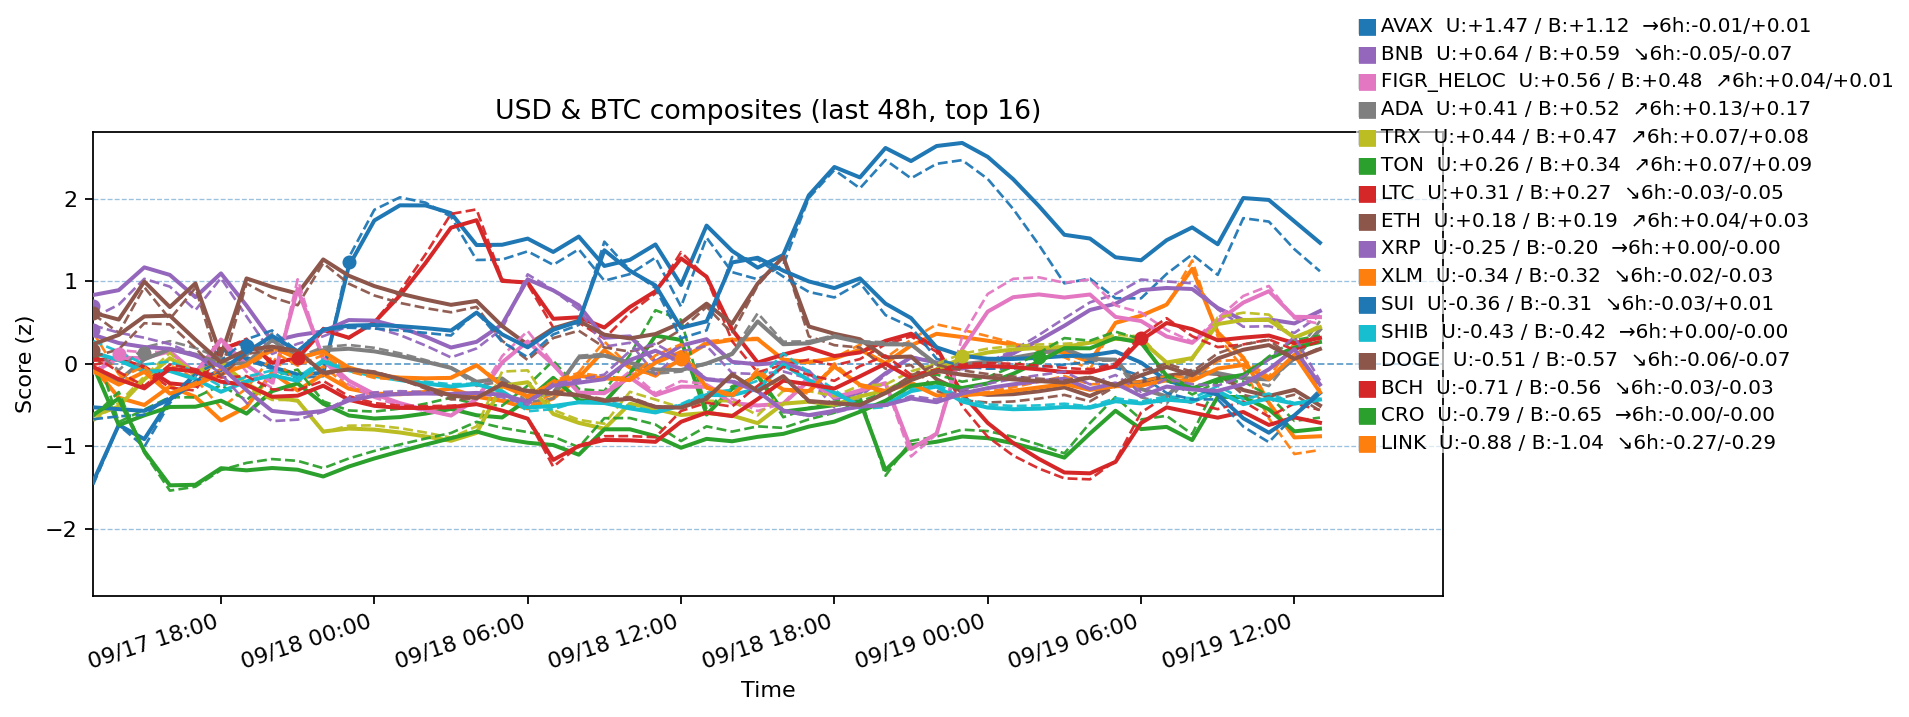 AVAX  U:+1.47 / B:+1.12  →6h:-0.01/+0.01
BNB  U:+0.64 / B:+0.59  ↘6h:-0.05/-0.07
FIGR_HELOC  U:+0.56 / B:+0.48  ↗6h:+0.04/+0.01
ADA  U:+0.41 / B:+0.52  ↗6h:+0.13/+0.17
TRX  U:+0.44 / B:+0.47  ↗6h:+0.07/+0.08
TON  U:+0.26 / B:+0.34  ↗6h:+0.07/+0.09
LTC  U:+0.31 / B:+0.27  ↘6h:-0.03/-0.05
ETH  U:+0.18 / B:+0.19  ↗6h:+0.04/+0.03
XRP  U:-0.25 / B:-0.20  →6h:+0.00/-0.00
XLM  U:-0.34 / B:-0.32  ↘6h:-0.02/-0.03
SUI  U:-0.36 / B:-0.31  ↘6h:-0.03/+0.01
SHIB  U:-0.43 / B:-0.42  →6h:+0.00/-0.00
DOGE  U:-0.51 / B:-0.57  ↘6h:-0.06/-0.07
BCH  U:-0.71 / B:-0.56  ↘6h:-0.03/-0.03
CRO  U:-0.79 / B:-0.65  →6h:-0.00/-0.00
LINK  U:-0.88 / B:-1.04  ↘6h:-0.27/-0.29
USD & BTC composites (last 48h, top 16)
Score (z)
2
1
0
−1
−2
09/17 18:00
09/18 00:00
09/18 06:00
09/18 12:00
09/18 18:00
09/19 00:00
09/19 06:00
09/19 12:00
Time